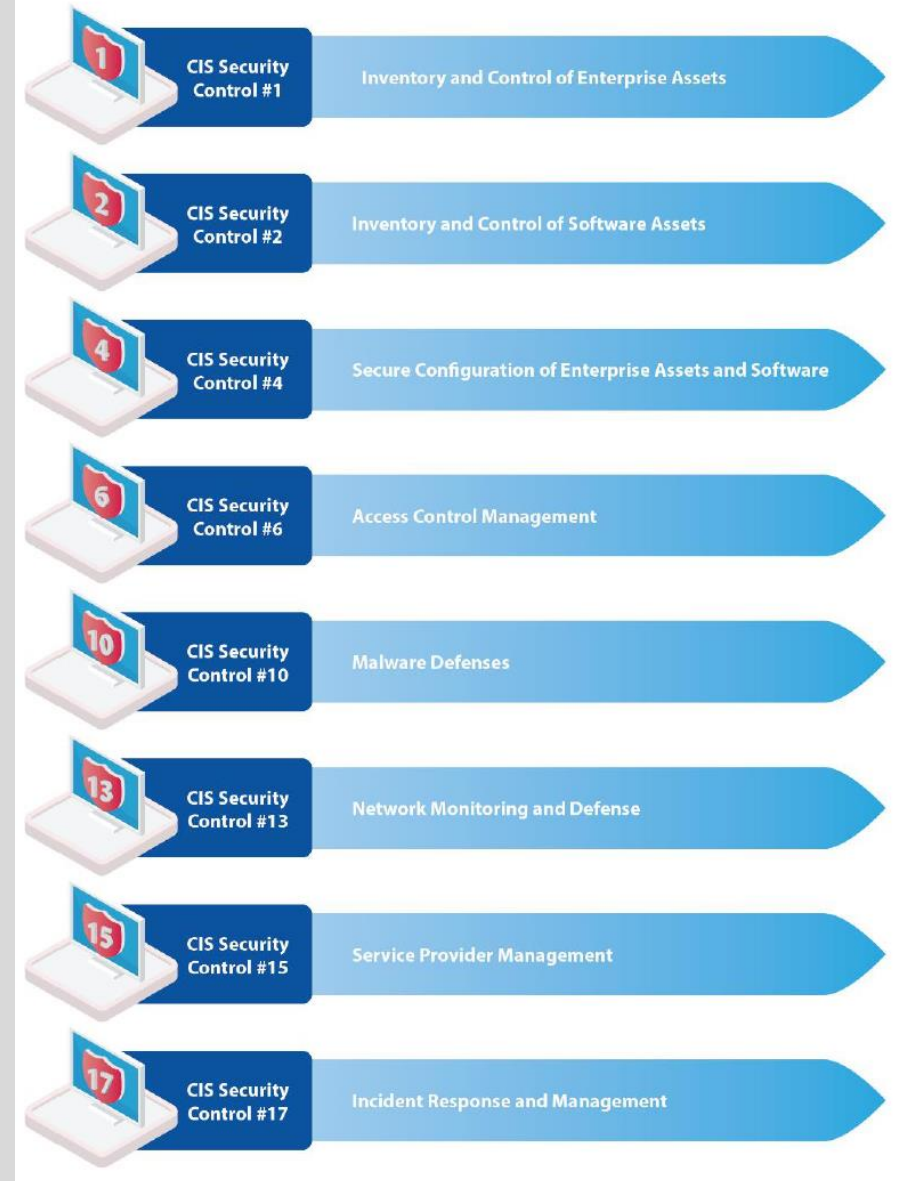 1
CIS Security
Control #1
Inventory and Control of Enterprise Assets
2
CIS Security
Control #2
Inventory and Control of Software Assets
4
CIS Security
Control #4
Secure Configuration of Enterprise Assets and Software
6
CIS Security
Control #6
Access Control Management
10
CIS Security
Control #10
Malware Defenses
13
CIS Security
Control #13
Network Monitoring and Defense
15
CIS Security
Control #15
Service Provider Management
17
CIS Security
Control #17
Incident Response and Management